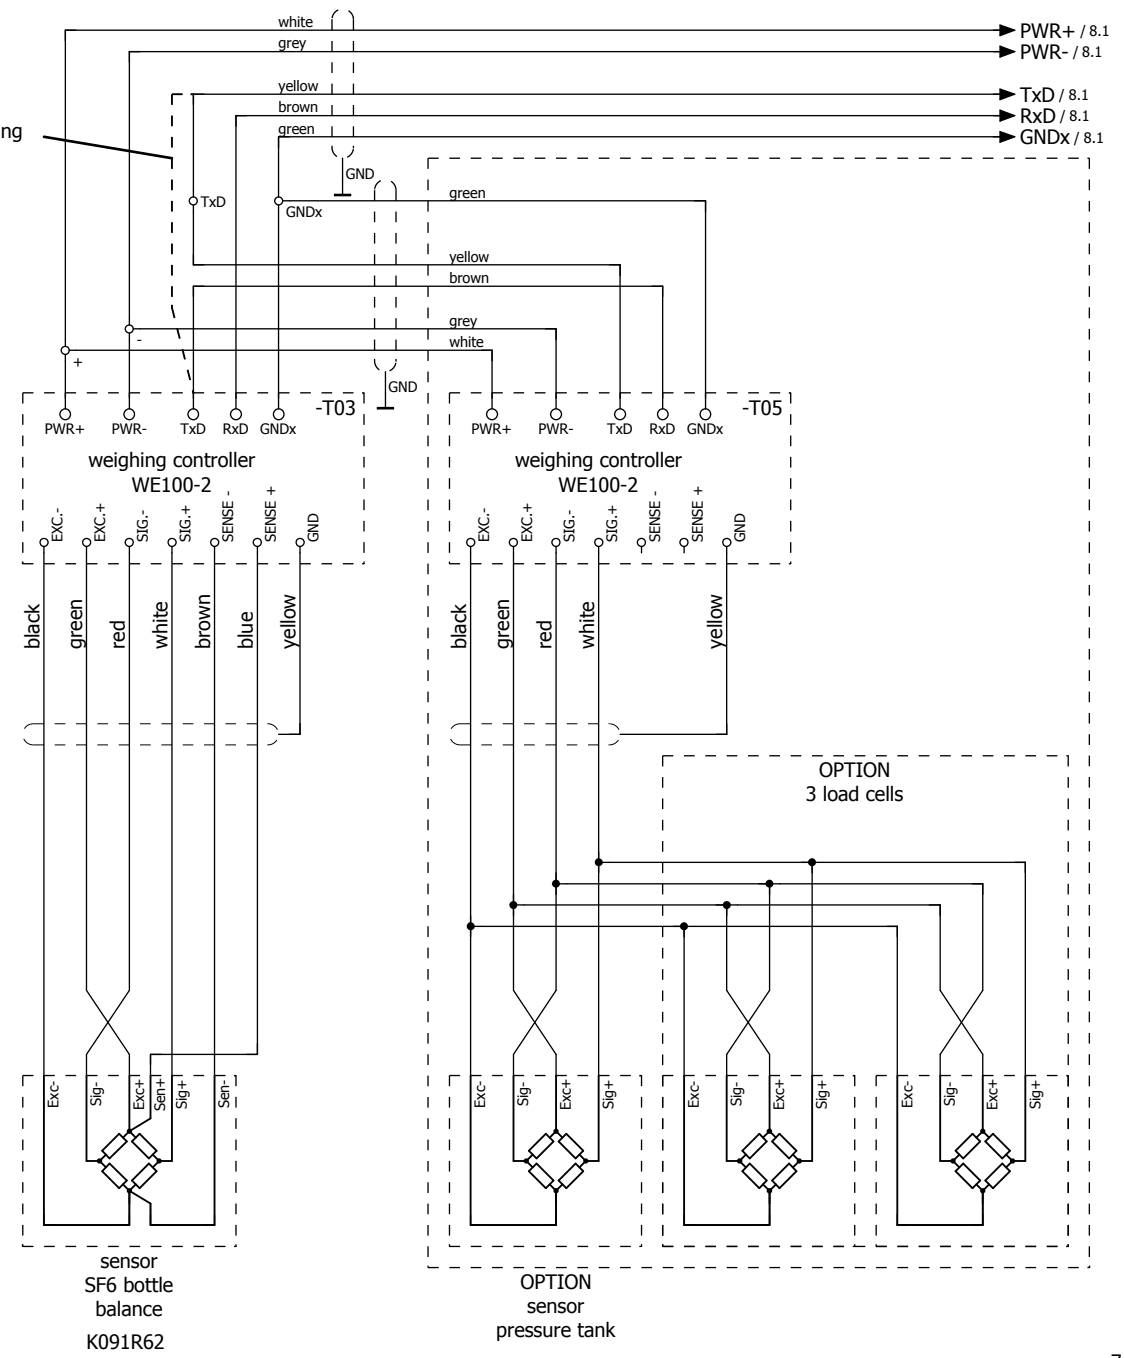 white
PWR+ / 8.1
grey
PWR- / 8.1
yellow
TxD / 8.1
brown
RxD / 8.1
ng
green
GNDx / 8.1
GND
TxD
GNDx
green
yellow
brown
grey
-
white
+
GND
-T03
-T05
PWR+ PWR- TxD RxD GNDx
PWR+ PWR- TxD RxD GNDx
weighing controller
WE100-2
weighing controller
WE100-2
EXC.-
EXC.+
SIG.-
SIG.+
SENSE -
SENSE +
GND
EXC.-
EXC.+
SIG.-
SIG.+
SENSE -
SENSE +
GND
black
green
red
white
brown
blue
yellow
black
green
red
white
yellow
OPTION
3 load cells
Exc-
Sig-
Exc+
Sen+
Sig+
Sen-
Exc-
Sig-
Exc+
Sig+
Exc-
Sig-
Exc+
Sig+
Exc-
Sig-
Exc+
Sig+
sensor
SF6 bottle
balance
K091R62
OPTION
sensor
pressure tank